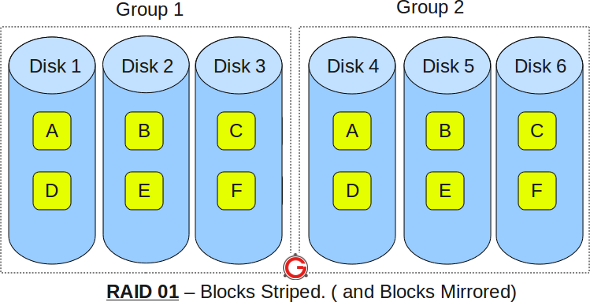 Group 1 Group 2
Disk 1 Disk 2 Disk 3 Disk 4 Disk 5 Disk 6
A B C A B C
D E F D E F
G
RAID 01 – Blocks Striped. ( and Blocks Mirrored)